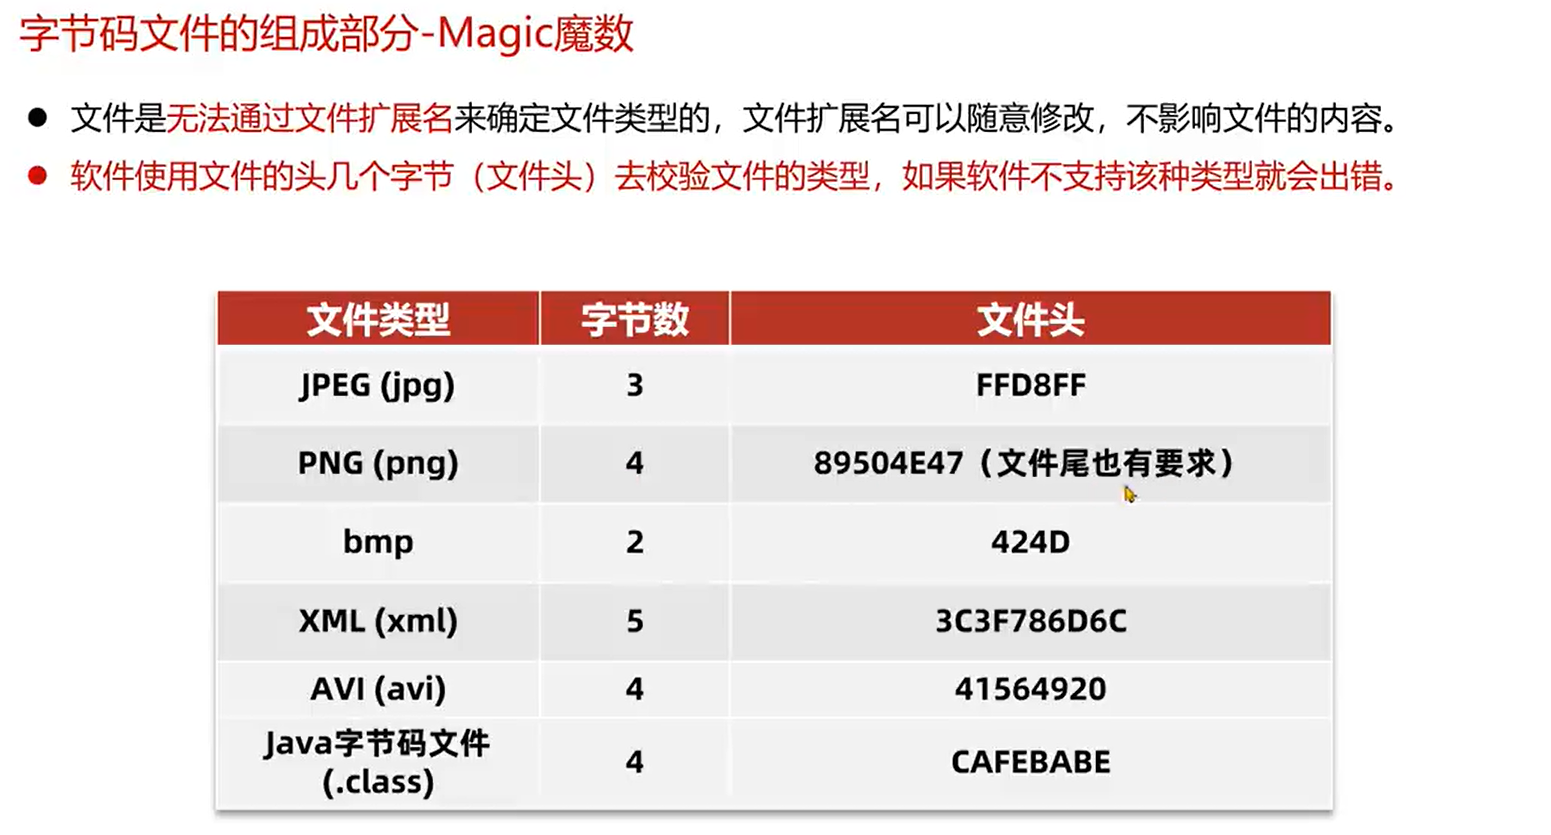 字节码文件的组成部分-Magic魔数
● 文件是无法通过文件扩展名来确定文件类型的，文件扩展名可以随意修改，不影响文件的内容。
● 软件使用文件的头几个字节（文件头）去校验文件的类型，如果软件不支持该种类型就会出错。
文件类型 字节数 文件头
JPEG (jpg) 3 FFD8FF
PNG (png) 4 89504E47（文件尾也有要求）
bmp 2 424D
XML (xml) 5 3C3F786D6C
AVI (avi) 4 41564920
Java字节码文件
(.class) 4 CAFEBABE